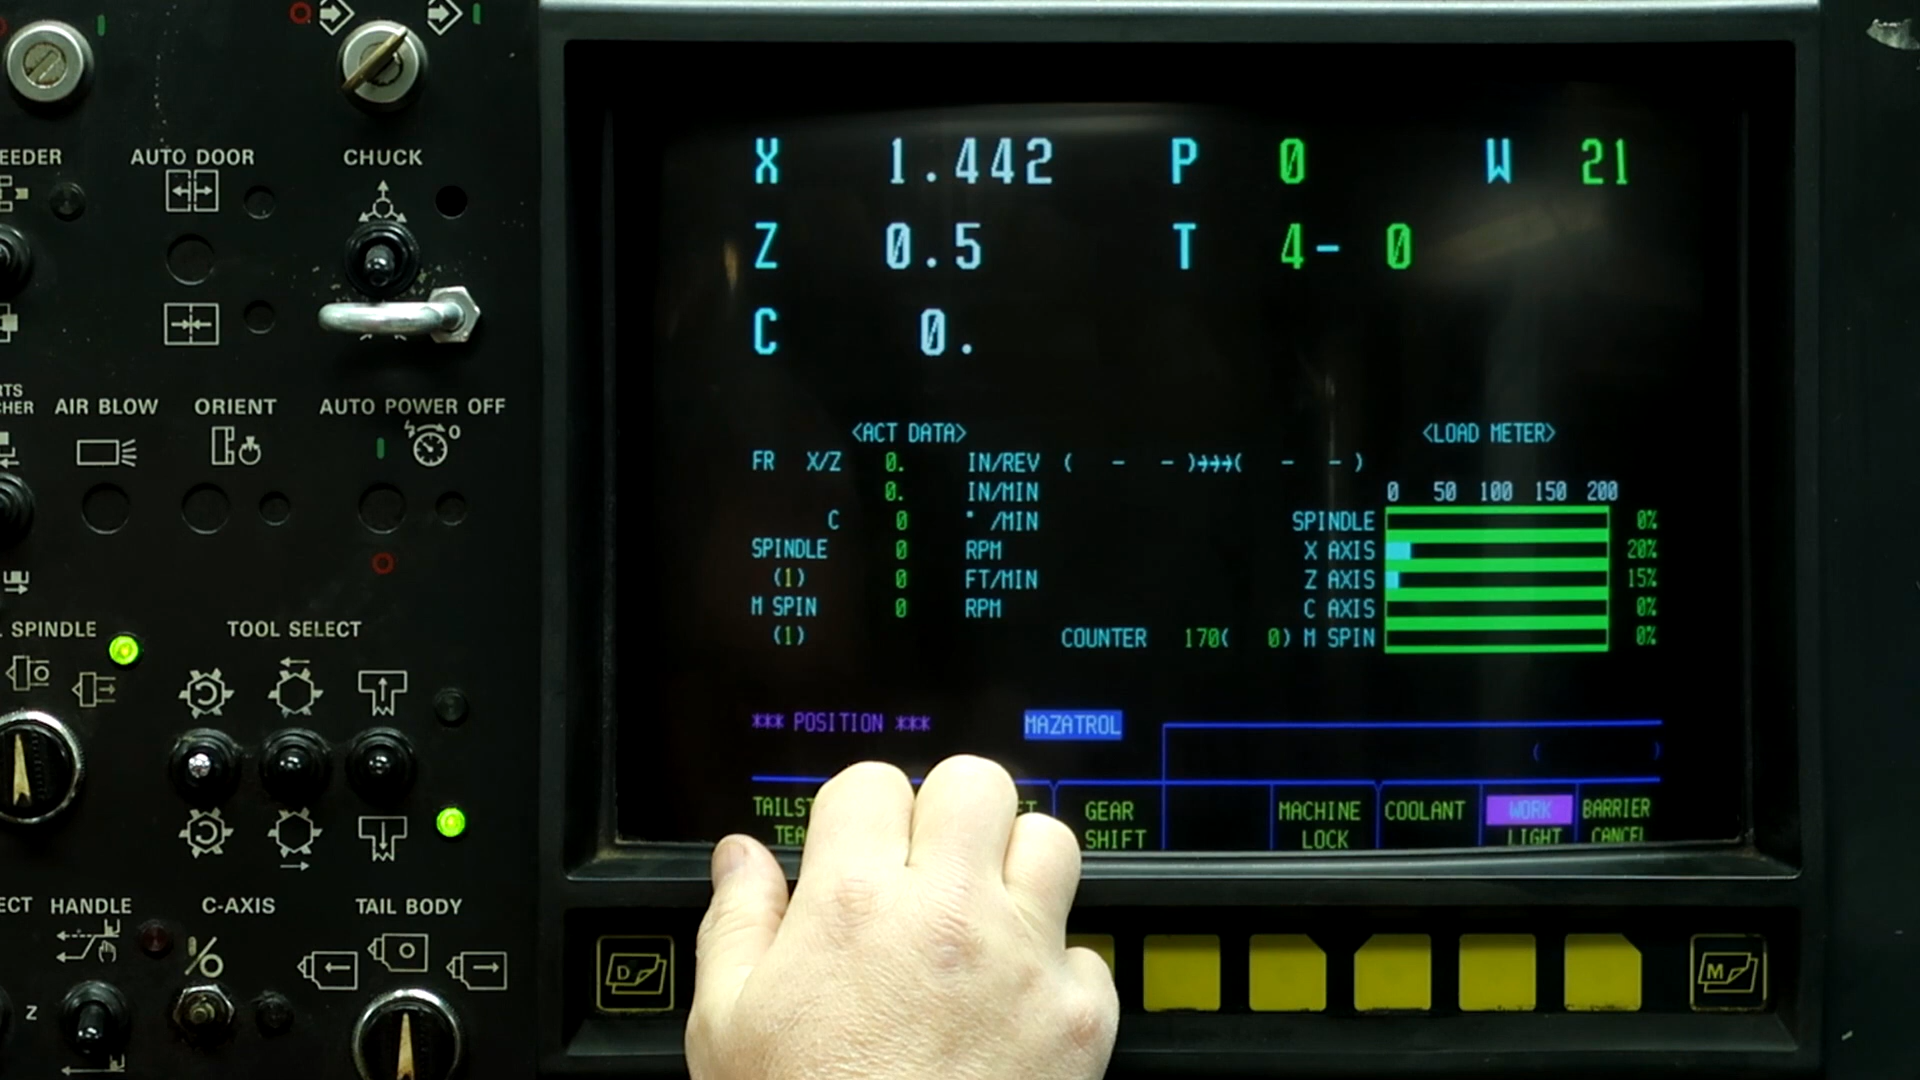 EEDER AUTO DOOR CHUCK
AIR BLOW ORIENT AUTO POWER OFF
SPINDLE TOOL SELECT
HANDLE C-AXIS TAIL BODY
Z
X 1.442 P 0 W 21
Z 0.5 T 4- 0
C 0.
<ACT DATA> <LOAD METER>
FR X/Z 0. IN/REV ( - - )+++( - - )
0. IN/MIN 0 50 100 150 200
C 0 ° /MIN SPINDLE 0%
SPINDLE 0 RPM X AXIS 20%
(1) 0 FT/MIN Z AXIS 15%
M SPIN 0 RPM C AXIS 0%
(1) COUNTER 170( 0) M SPIN 0%
*** POSITION *** MAZATROL
( )
GEAR MACHINE COOLANT WORK BARRIER
SHIFT LOCK LIGHT CANCEL
D M